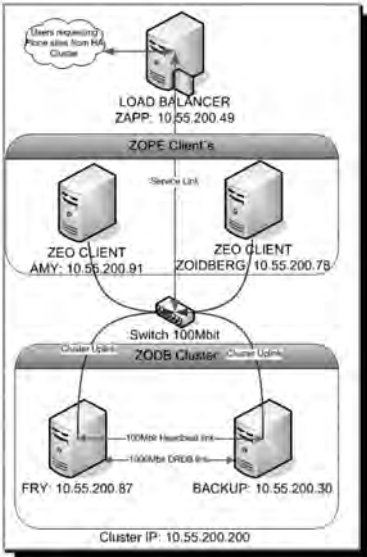 Users requesting
Plone sites from HA
Cluster
LOAD BALANCER
ZAPP: 10.55.200.49
ZOPE Client's
Service Link
ZEO CLIENT
AMY: 10.55.200.91
ZEO CLIENT
ZOIDBERG: 10.55.200.78
Switch 100Mbit
Cluster Uplink
Cluster Uplink
ZODB Cluster
100Mbit Heartbeat link
1000Mbit DRDB link
FRY: 10.55.200.87
BACKUP: 10.55.200.30
Cluster IP: 10.55.200.200